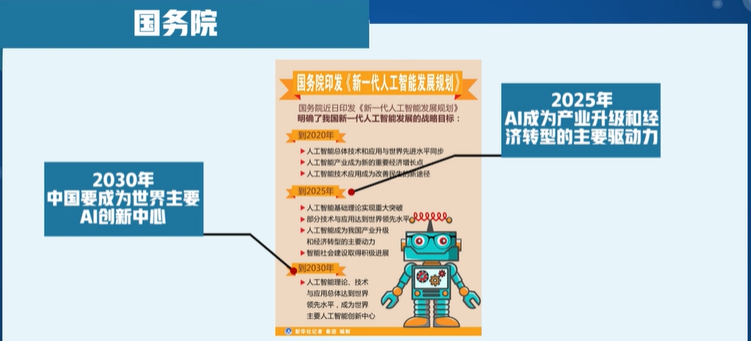 国务院
国务院印发《新一代人工智能发展规划》
国务院近日印发《新一代人工智能发展规划》
明确了我国新一代人工智能发展的战略目标：
到2020年
人工智能总体技术和应用与世界先进水平同步
人工智能产业成为新的重要经济增长点
人工智能技术应用成为改善民生的新途径
到2025年
人工智能基础理论实现重大突破
部分技术与应用达到世界领先水平
人工智能成为我国产业升级
和经济转型的主要动力
智能社会建设取得积极进展
到2030年
人工智能理论、技术
与应用总体达到世界
领先水平，成为世界
主要人工智能创新中心
新华社记者 编制
2025年
AI成为产业升级和经
济转型的主要驱动力
2030年
中国要成为世界主要
AI创新中心